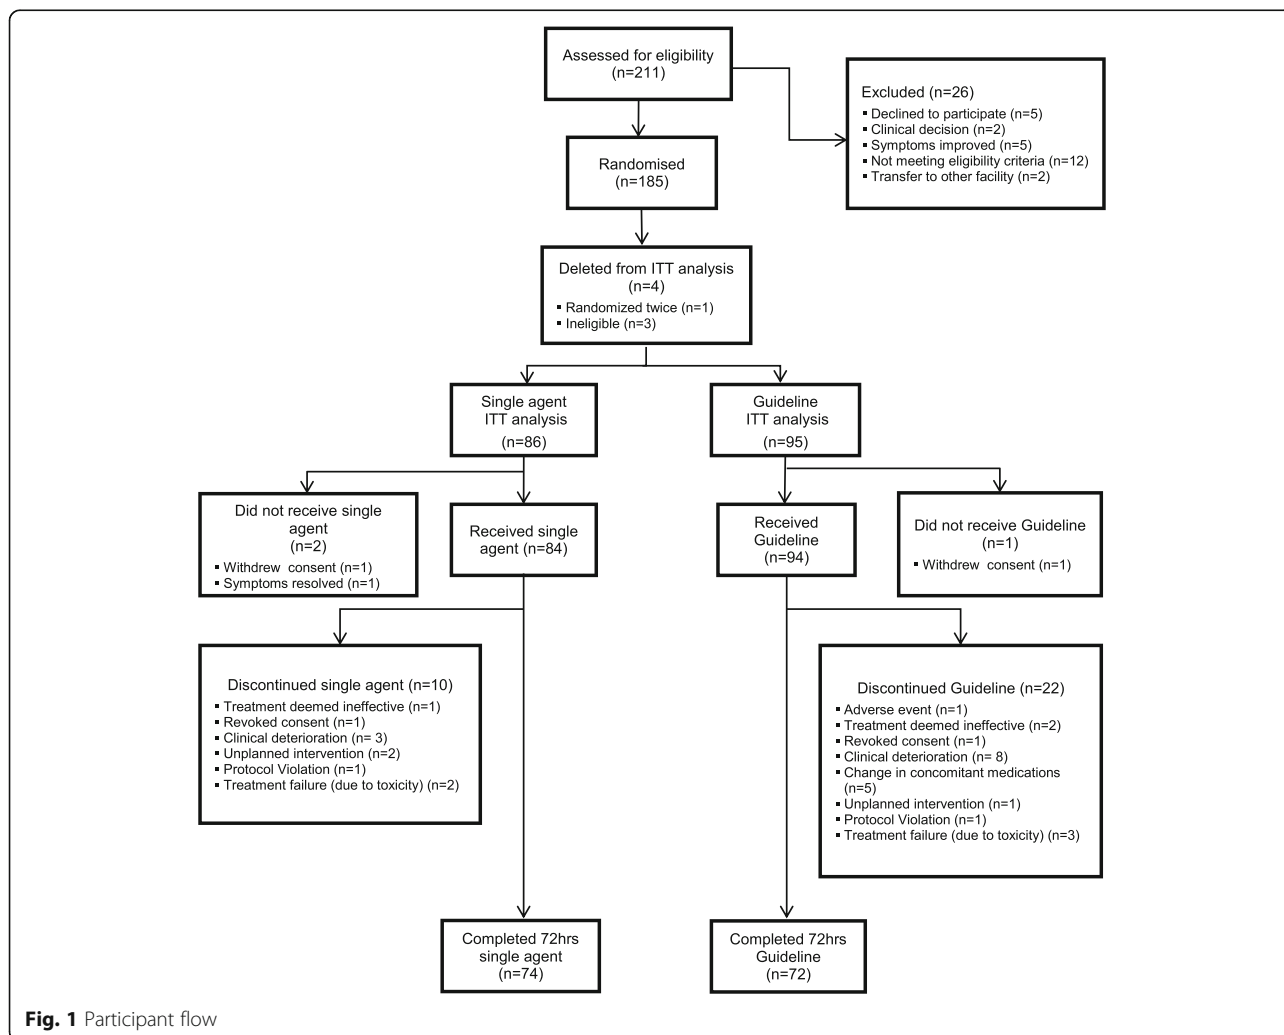 Assessed for eligibility
(n=211)
Excluded (n=26)
▪ Declined to participate (n=5)
▪ Clinical decision (n=2)
▪ Symptoms improved (n=5)
▪ Not meeting eligibility criteria (n=12)
▪ Transfer to other facility (n=2)
Randomised
(n=185)
Deleted from ITT analysis
(n=4)
▪ Randomized twice (n=1)
▪ Ineligible (n=3)
Single agent
ITT analysis
(n=86)
Guideline
ITT analysis
(n=95)
Did not receive single
agent
(n=2)
▪ Withdrew consent (n=1)
▪ Symptoms resolved (n=1)
Received single
agent (n=84)
Received
Guideline
(n=94)
Did not receive Guideline
(n=1)
▪ Withdrew consent (n=1)
Discontinued single agent (n=10)
▪ Treatment deemed ineffective (n=1)
▪ Revoked consent (n=1)
▪ Clinical deterioration (n= 3)
▪ Unplanned intervention (n=2)
▪ Protocol Violation (n=1)
▪ Treatment failure (due to toxicity) (n=2)
Discontinued Guideline (n=22)
▪ Adverse event (n=1)
▪ Treatment deemed ineffective (n=2)
▪ Revoked consent (n=1)
▪ Clinical deterioration (n= 8)
▪ Change in concomitant medications
(n=5)
▪ Unplanned intervention (n=1)
▪ Protocol Violation (n=1)
▪ Treatment failure (due to toxicity) (n=3)
Completed 72hrs
single agent
(n=74)
Completed 72hrs
Guideline
(n=72)
Fig. 1 Participant flow